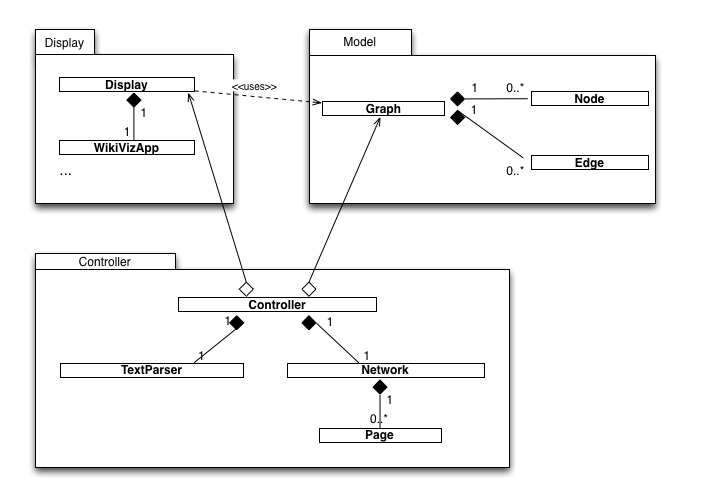 Display
Model
Display
<<uses>>
1
1
WikiVizApp
...
Graph
1
0..*
Node
1
0..*
Edge
Controller
Controller
1
1
1
1
TextParser
Network
1
0..*
Page